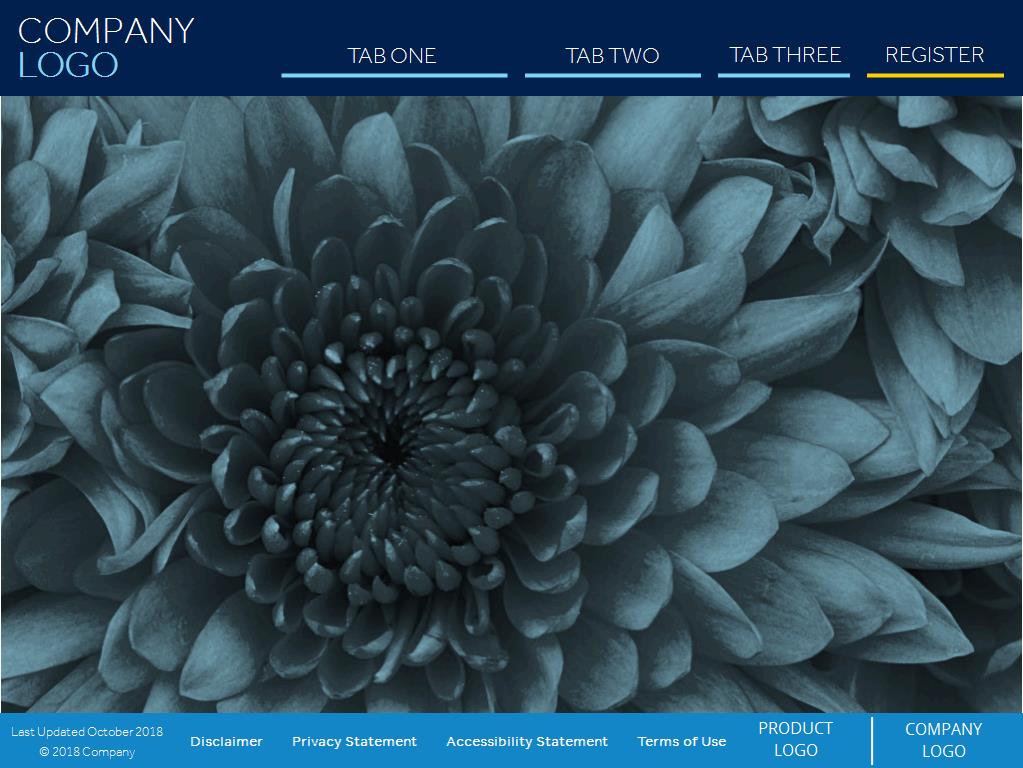 COMPANY
LOGO
TAB ONE
TAB TWO
TAB THREE
REGISTER
Last Updated October 2018
© 2018 Company
Disclaimer
Privacy Statement
Accessibility Statement
Terms of Use
PRODUCT
LOGO
COMPANY
LOGO